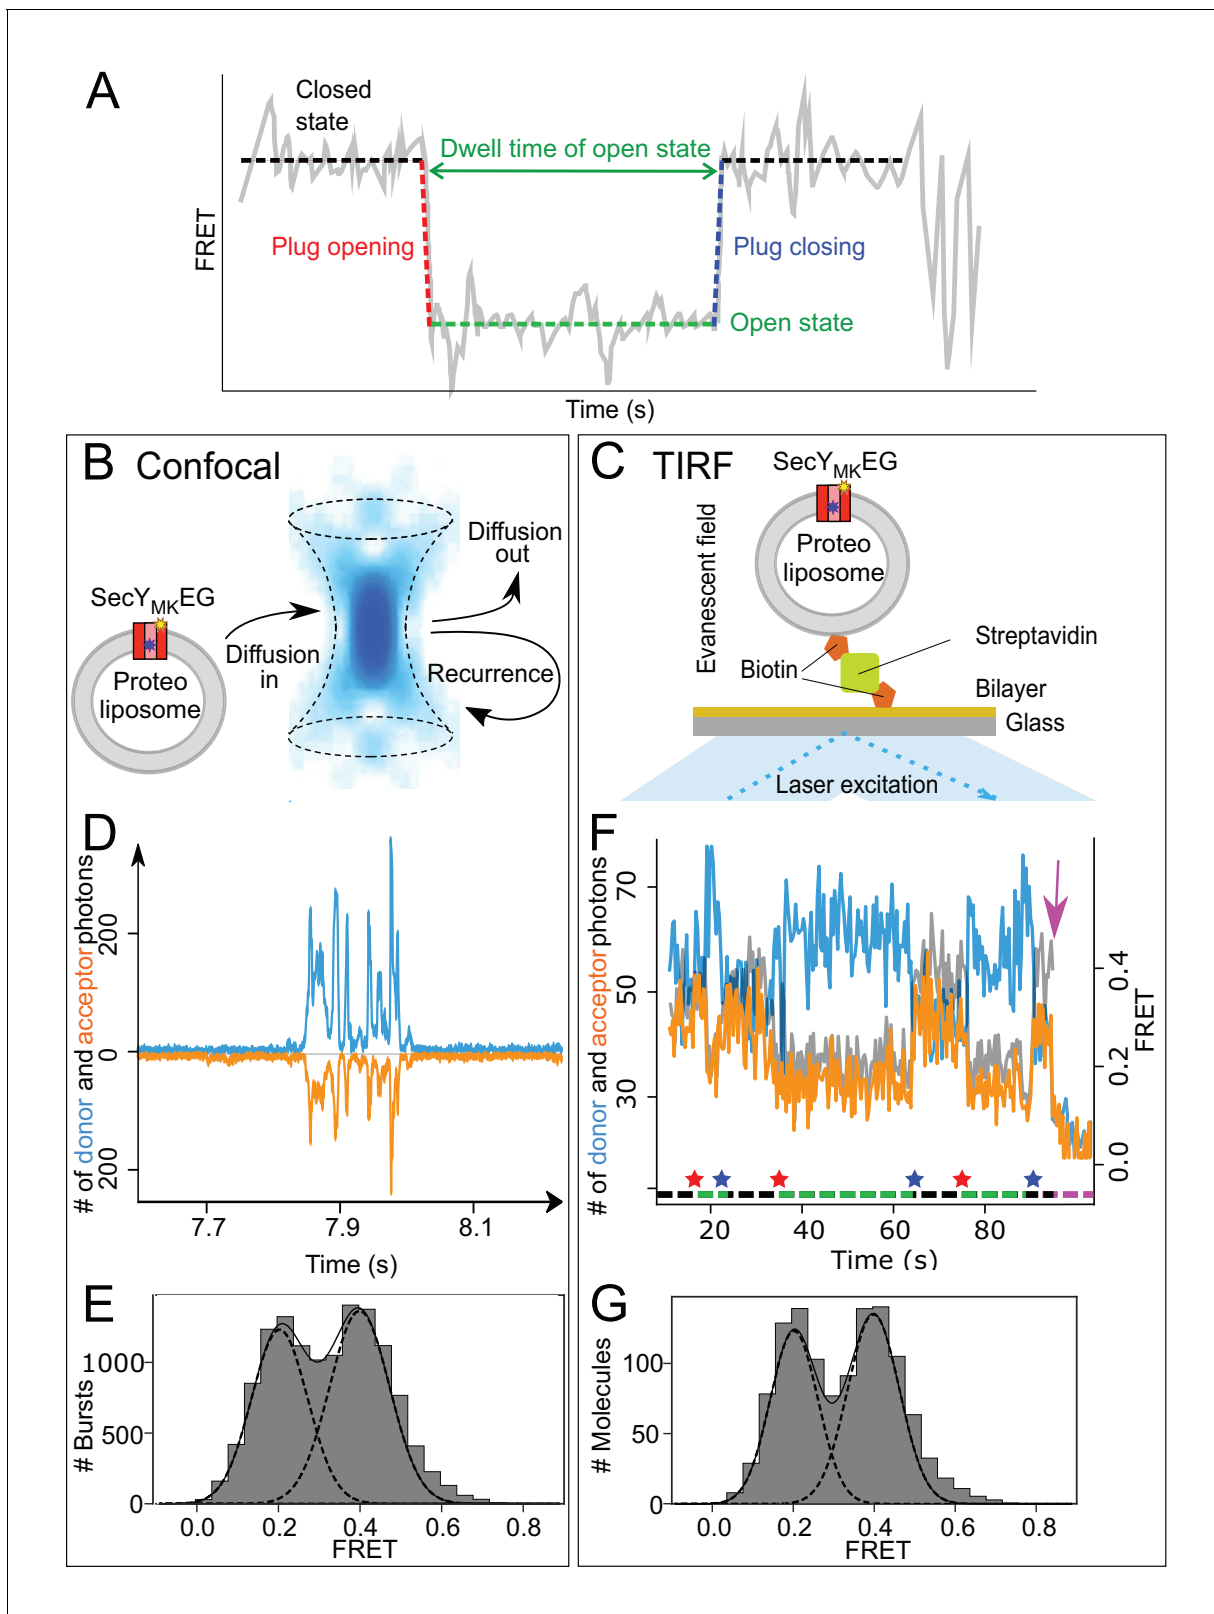 A
Closed
state
Dwell time of open state
Plug opening
Plug closing
Open state
FRET
Time (s)
B Confocal
SecYMKEG
Proteo
liposome
Diffusion
in
Diffusion
out
Recurrence
C TIRF
SecYMKEG
Evanescent field
Proteo
liposome
Streptavidin
Biotin
Bilayer
Glass
Laser excitation
D
# of donor and acceptor photons
200
0
200
7.7 7.9 8.1
Time (s)
F
# of donor and acceptor photons
70
50
30
0.4
0.2
0.0
FRET
20 40 60 80
Time (s)
E
# Bursts
1000
500
0
0.0 0.2 0.4 0.6 0.8
FRET
G
# Molecules
100
50
0
0.0 0.2 0.4 0.6 0.8
FRET